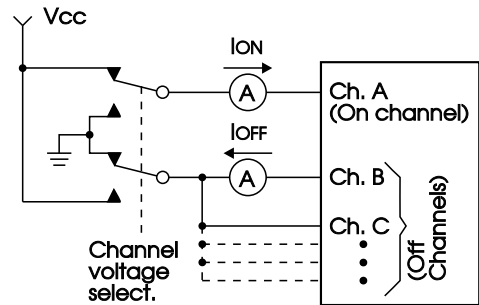 Vcc
ION
A
Ch. A
(On channel)
IOFF
A
Ch. B
Ch. C
(Off
Channels)
Channel
voltage
select.